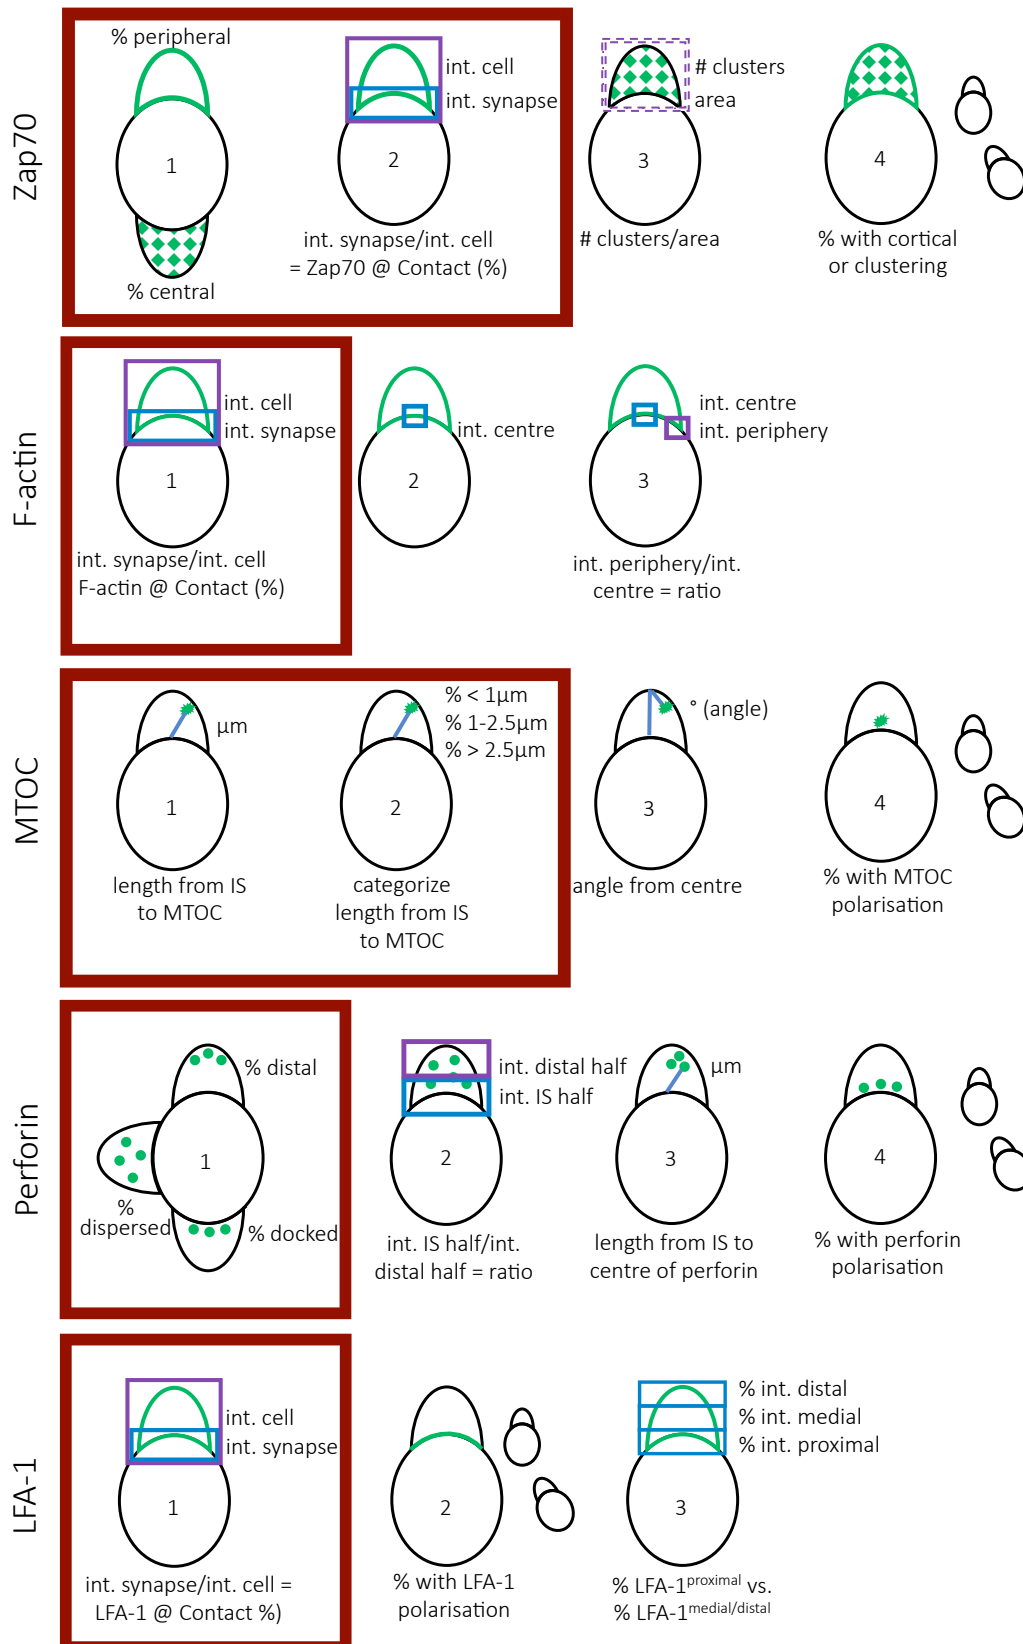 Zap70
% peripheral
1
% central
int. cell
int. synapse
2
int. synapse/int. cell
= Zap70 @ Contact (%)
# clusters
area
3
# clusters/area
4
% with cortical
or clustering
F-actin
int. cell
int. synapse
1
int. synapse/int. cell
F-actin @ Contact (%)
int. centre
2
int. centre
int. periphery
3
int. periphery/int.
centre = ratio
MTOC
µm
1
length from IS
to MTOC
% < 1µm
% 1-2.5µm
% > 2.5µm
2
categorize
length from IS
to MTOC
° (angle)
3
angle from centre
4
% with MTOC
polarisation
Perforin
% distal
1
%
dispersed
% docked
int. distal half
int. IS half
2
int. IS half/int.
distal half = ratio
µm
3
length from IS to
centre of perforin
4
% with perforin
polarisation
LFA-1
int. cell
int. synapse
1
int. synapse/int. cell =
LFA-1 @ Contact %)
2
% with LFA-1
polarisation
% int. distal
% int. medial
% int. proximal
3
% LFA-1proximal vs.
% LFA-1medial/distal